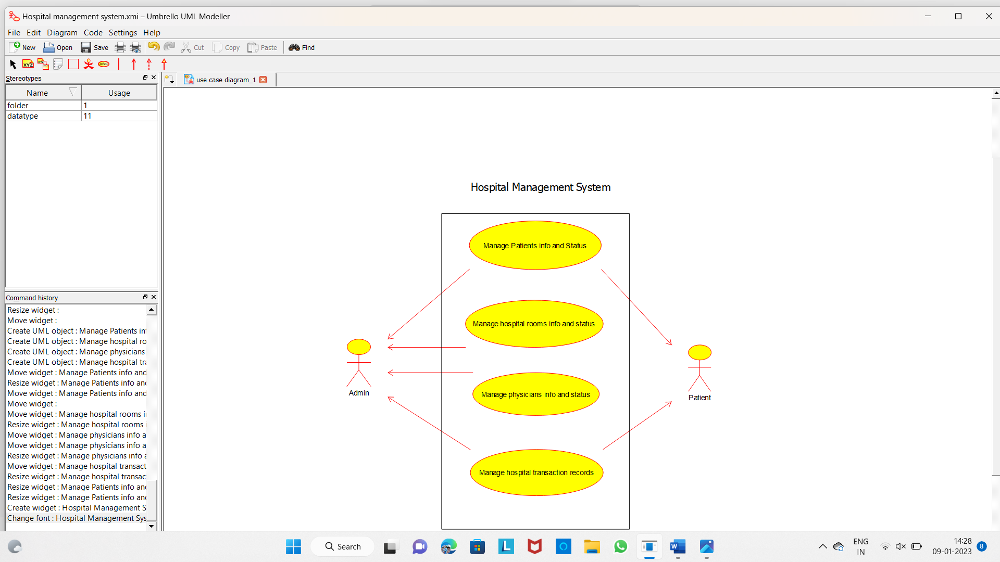 Hospital management system.xmi – Umbrello UML Modeller
File Edit Diagram Code Settings Help
New Open Save Cut Copy Paste Find
XYZ XYZ ABC
Stereotypes
use case diagram_1
Name Usage
folder 1
datatype 11
Hospital Management System
Manage Patients info and Status
Manage hospital rooms info and status
Manage physicians info and status
Manage hospital transaction records
Admin
Patient
Command history
Resize widget :
Move widget :
Create UML object : Manage Patients in
Create UML object : Manage hospital ro
Create UML object : Manage physicians
Create UML object : Manage hospital tra
Move widget : Manage Patients info and
Resize widget : Manage Patients info and
Move widget : Manage Patients info and
Move widget :
Move widget : Manage hospital rooms i
Resize widget : Manage hospital rooms i
Move widget : Manage physicians info a
Move widget : Manage physicians info a
Resize widget : Manage physicians info a
Move widget : Manage hospital transact
Resize widget : Manage hospital transac
Resize widget : Manage Patients info and
Resize widget : Manage Patients info and
Create widget : Hospital Management S
Change font : Hospital Management Sys
Search
L
W
ENG
IN
14:28
09-01-2023
8